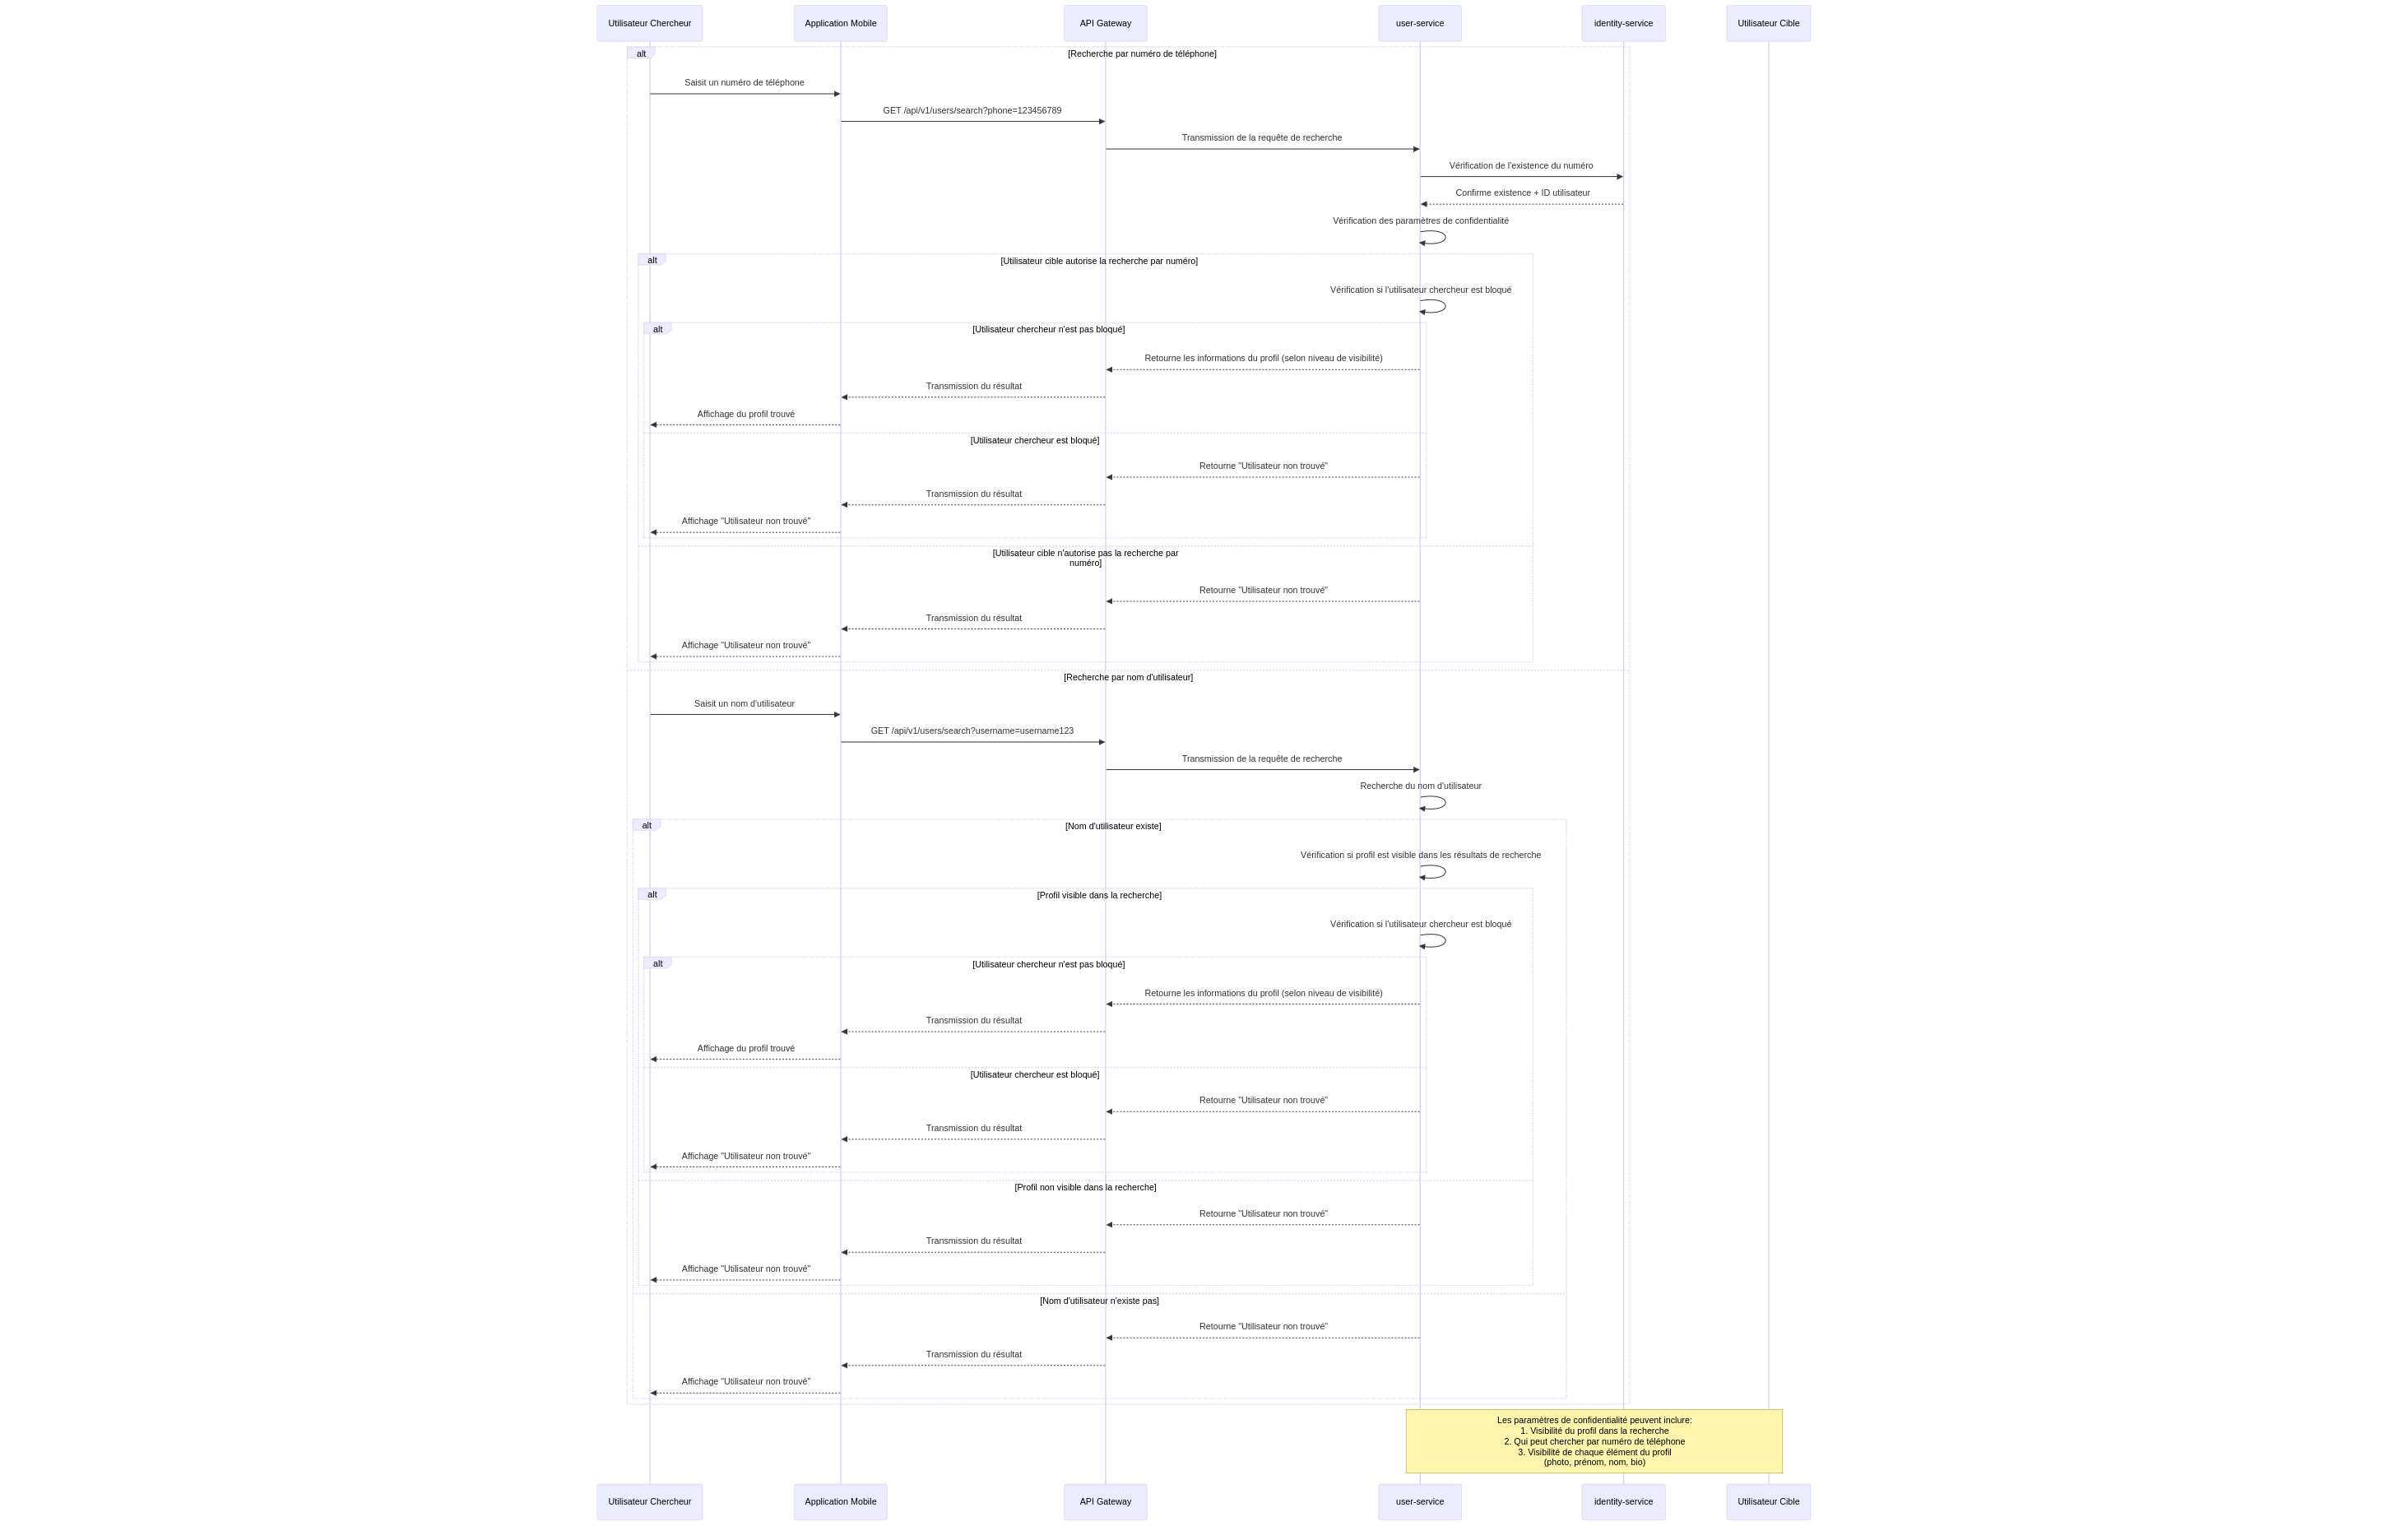 Utilisateur Chercheur
Application Mobile
API Gateway
user-service
identity-service
Utilisateur Cible
alt
[Recherche par numéro de téléphone]
Saisit un numéro de téléphone
GET /api/v1/users/search?phone=123456789
Transmission de la requête de recherche
Vérification de l'existence du numéro
Confirme existence + ID utilisateur
Vérification des paramètres de confidentialité
alt
[Utilisateur cible autorise la recherche par numéro]
Vérification si l'utilisateur chercheur est bloqué
alt
[Utilisateur chercheur n'est pas bloqué]
Retourne les informations du profil (selon niveau de visibilité)
Transmission du résultat
Affichage du profil trouvé
[Utilisateur chercheur est bloqué]
Retourne "Utilisateur non trouvé"
Transmission du résultat
Affichage "Utilisateur non trouvé"
[Utilisateur cible n'autorise pas la recherche par
numéro]
Retourne "Utilisateur non trouvé"
Transmission du résultat
Affichage "Utilisateur non trouvé"
[Recherche par nom d'utilisateur]
Saisit un nom d'utilisateur
GET /api/v1/users/search?username=username123
Transmission de la requête de recherche
Recherche du nom d'utilisateur
alt
[Nom d'utilisateur existe]
Vérification si profil est visible dans les résultats de recherche
alt
[Profil visible dans la recherche]
Vérification si l'utilisateur chercheur est bloqué
alt
[Utilisateur chercheur n'est pas bloqué]
Retourne les informations du profil (selon niveau de visibilité)
Transmission du résultat
Affichage du profil trouvé
[Utilisateur chercheur est bloqué]
Retourne "Utilisateur non trouvé"
Transmission du résultat
Affichage "Utilisateur non trouvé"
[Profil non visible dans la recherche]
Retourne "Utilisateur non trouvé"
Transmission du résultat
Affichage "Utilisateur non trouvé"
[Nom d'utilisateur n'existe pas]
Retourne "Utilisateur non trouvé"
Transmission du résultat
Affichage "Utilisateur non trouvé"
Les paramètres de confidentialité peuvent inclure:
1. Visibilité du profil dans la recherche
2. Qui peut chercher par numéro de téléphone
3. Visibilité de chaque élément du profil
(photo, prénom, nom, bio)
Utilisateur Chercheur
Application Mobile
API Gateway
user-service
identity-service
Utilisateur Cible